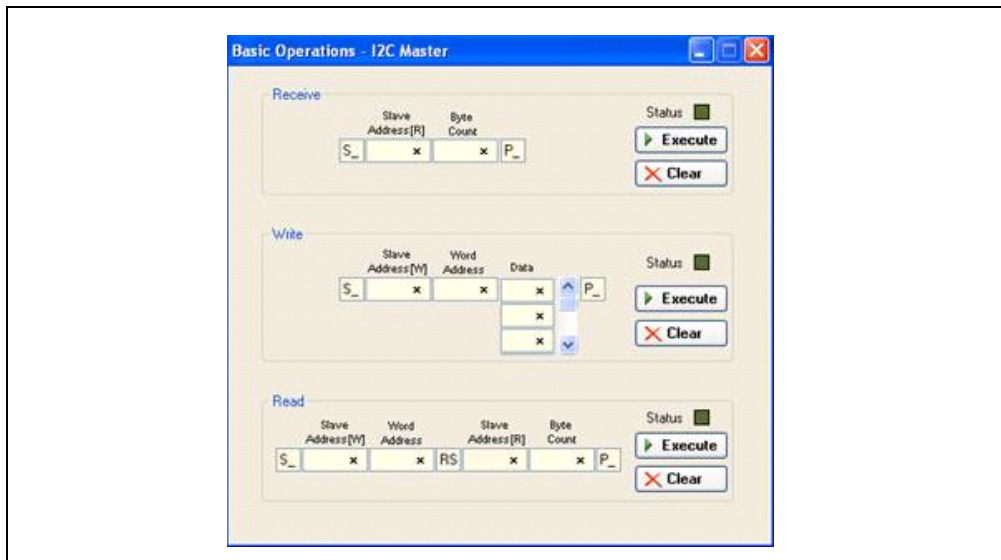 Basic Operations - I2C Master
Receive
Slave Address[R]
Byte Count
Status
S_ x x P_
Execute
Clear
Write
Slave Address[W]
Word Address
Data
Status
S_ x x x P_
x
x
Execute
Clear
Read
Slave Address[W]
Word Address
Slave Address[R]
Byte Count
Status
S_ x x RS x x P_
Execute
Clear